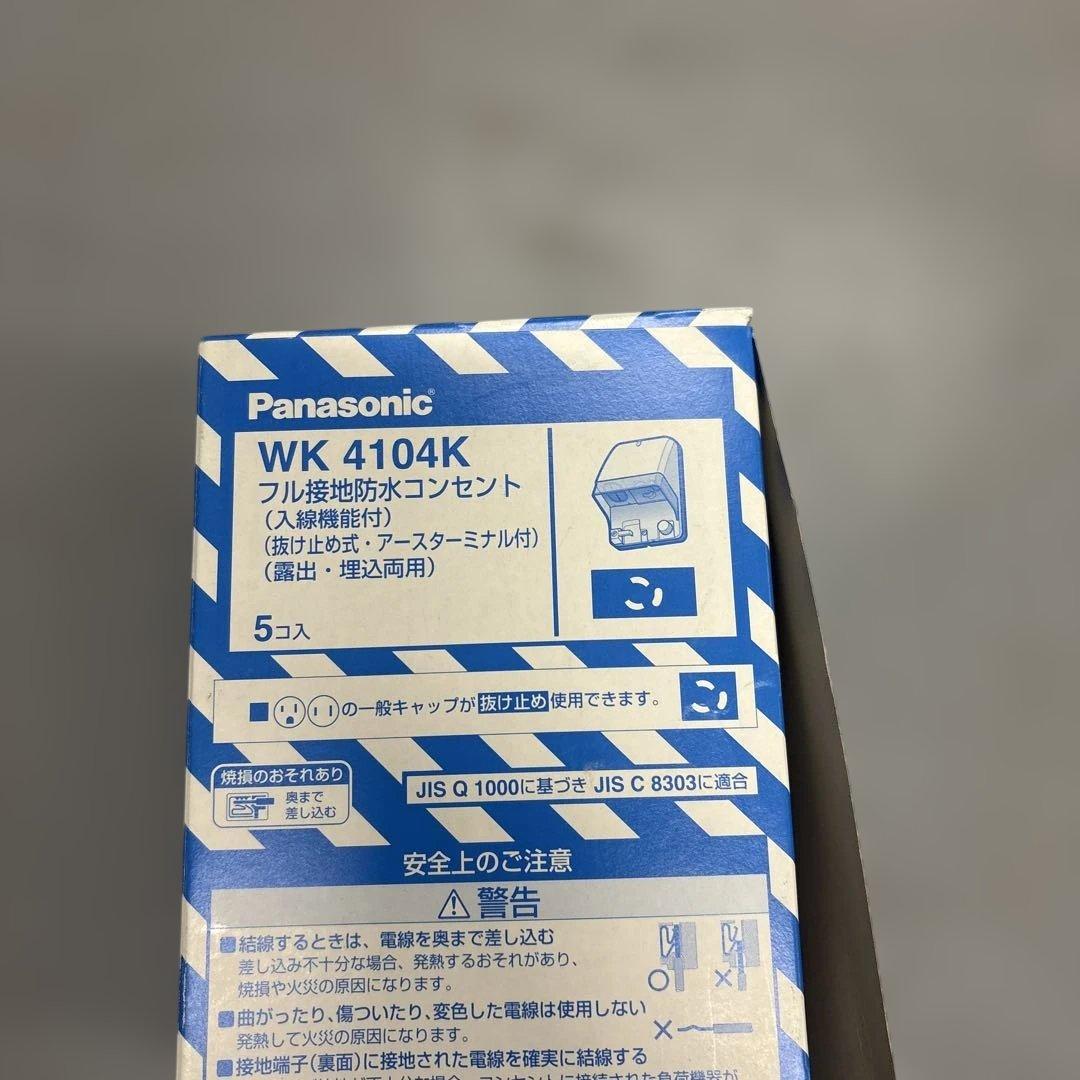 Panasonic®
WK 4104K
フル接地防水コンセント
（入線機能付）
（抜け止め式・アースターミナル付）
（露出・埋込両用）
5コ入
■の一般キャップが抜け止め使用できます。
焼損のおそれあり
奥まで
差し込む
JIS Q 1000に基づき JIS C 8303に適合
安全上のご注意
警告
結線するときは、電線を奥まで差し込む
差し込み不十分な場合、発熱するおそれがあり、
焼損や火災の原因になります。
曲がったり、傷ついたり、変色した電線は使用しない
発熱して火災の原因になります。
接地端子（裏面）に接地された電線を確実に結線する